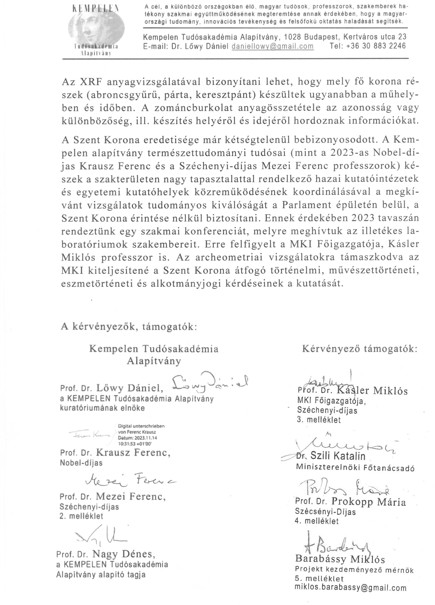 KEMPELEN
Tudósakadémia
Alapítvány
A cél, a különböző országokban élő, magyar tudósok, professzorok, szakemberek ha-
tékony szakmai együttműködésének megteremtése annak érdekében, hogy a magyar-
országi tudomány, innovációs tevékenység és felsőfokú oktatás haladását segítsék.
Kempelen Tudósakadémia Alapítvány, 1028 Budapest, Kertváros utca 23
E-mail: Dr. Lőwy Dániel daniellowy@gmail.com Tel: +36 30 883 2246
Az XRF anyagvizsgálatával bizonyítani lehet, hogy mely fő korona ré-
szek (abroncsgyűrű, párta, keresztpánt) készültek ugyanabban a műhely-
ben és időben. A zománcburkolat anyagösszetétele az azonosság vagy
különbözőség, ill. készítés helyéről és idejéről hordoznak információkat.
A Szent Korona eredetisége már kétségtelenül bebizonyosodott. A Kem-
pelen alapítvány természettudományi tudósai (mint a 2023-as Nobel-dí-
jas Krausz Ferenc és a Széchenyi-díjas Mezei Ferenc professzorok) ké-
szek a szakterületen nagy tapasztalattal rendelkező hazai kutatóintézetek
és egyetemi kutatóhelyek közreműködésének koordinálásával a megkí-
vánt vizsgálatok tudományos kiválóságát a Parlament épületén belül, a
Szent Korona érintése nélkül biztosítani. Ennek érdekében 2023 tavaszán
rendeztünk egy szakmai konferenciát, melyre meghívtuk az illetékes la-
boratóriumok szakembereit. Erre felfigyelt a MKI Főigazgatója, Kásler
Miklós professzor is. Az archeometriai vizsgálatokra támaszkodva az
MKI kiteljesítené a Szent Korona átfogó történelmi, művészettörténeti,
eszmetörténeti és alkotmányjogi kérdéseinek a kutatását.
A kérvényezők, támogatók:
Kempelen Tudósakadémia
Alapítvány
Prof. Dr. Lőwy Dániel, Lőwy Dániel
a KEMPELEN Tudósakadémia Alapítvány
kuratóriumának elnöke
Digital unterschrieben
von Ferenc Krausz
Datum: 2023.11.14
Prof. Dr. Krausz Ferenc,
Nobel-díjas
Mezei Ferenc
Prof. Dr. Mezei Ferenc,
Széchenyi-díjas
2. melléklet
Prof. Dr. Nagy Dénes,
a KEMPELEN Tudósakadémia
Alapítvány alapító tagja
Kérvényező támogatók:
Prof. Dr. Kásler Miklós
MKI Főigazgatója,
Széchenyi-díjas
3. melléklet
Dr. Szili Katalin
Miniszterelnöki Főtanácsadó
Prof. Dr. Prokopp Mária
Szécsényi-Díjas
4. melléklet
Barabássy Miklós
Projekt kezdeményező mérnök
5. melléklet
miklos.barabassy@gmail.com